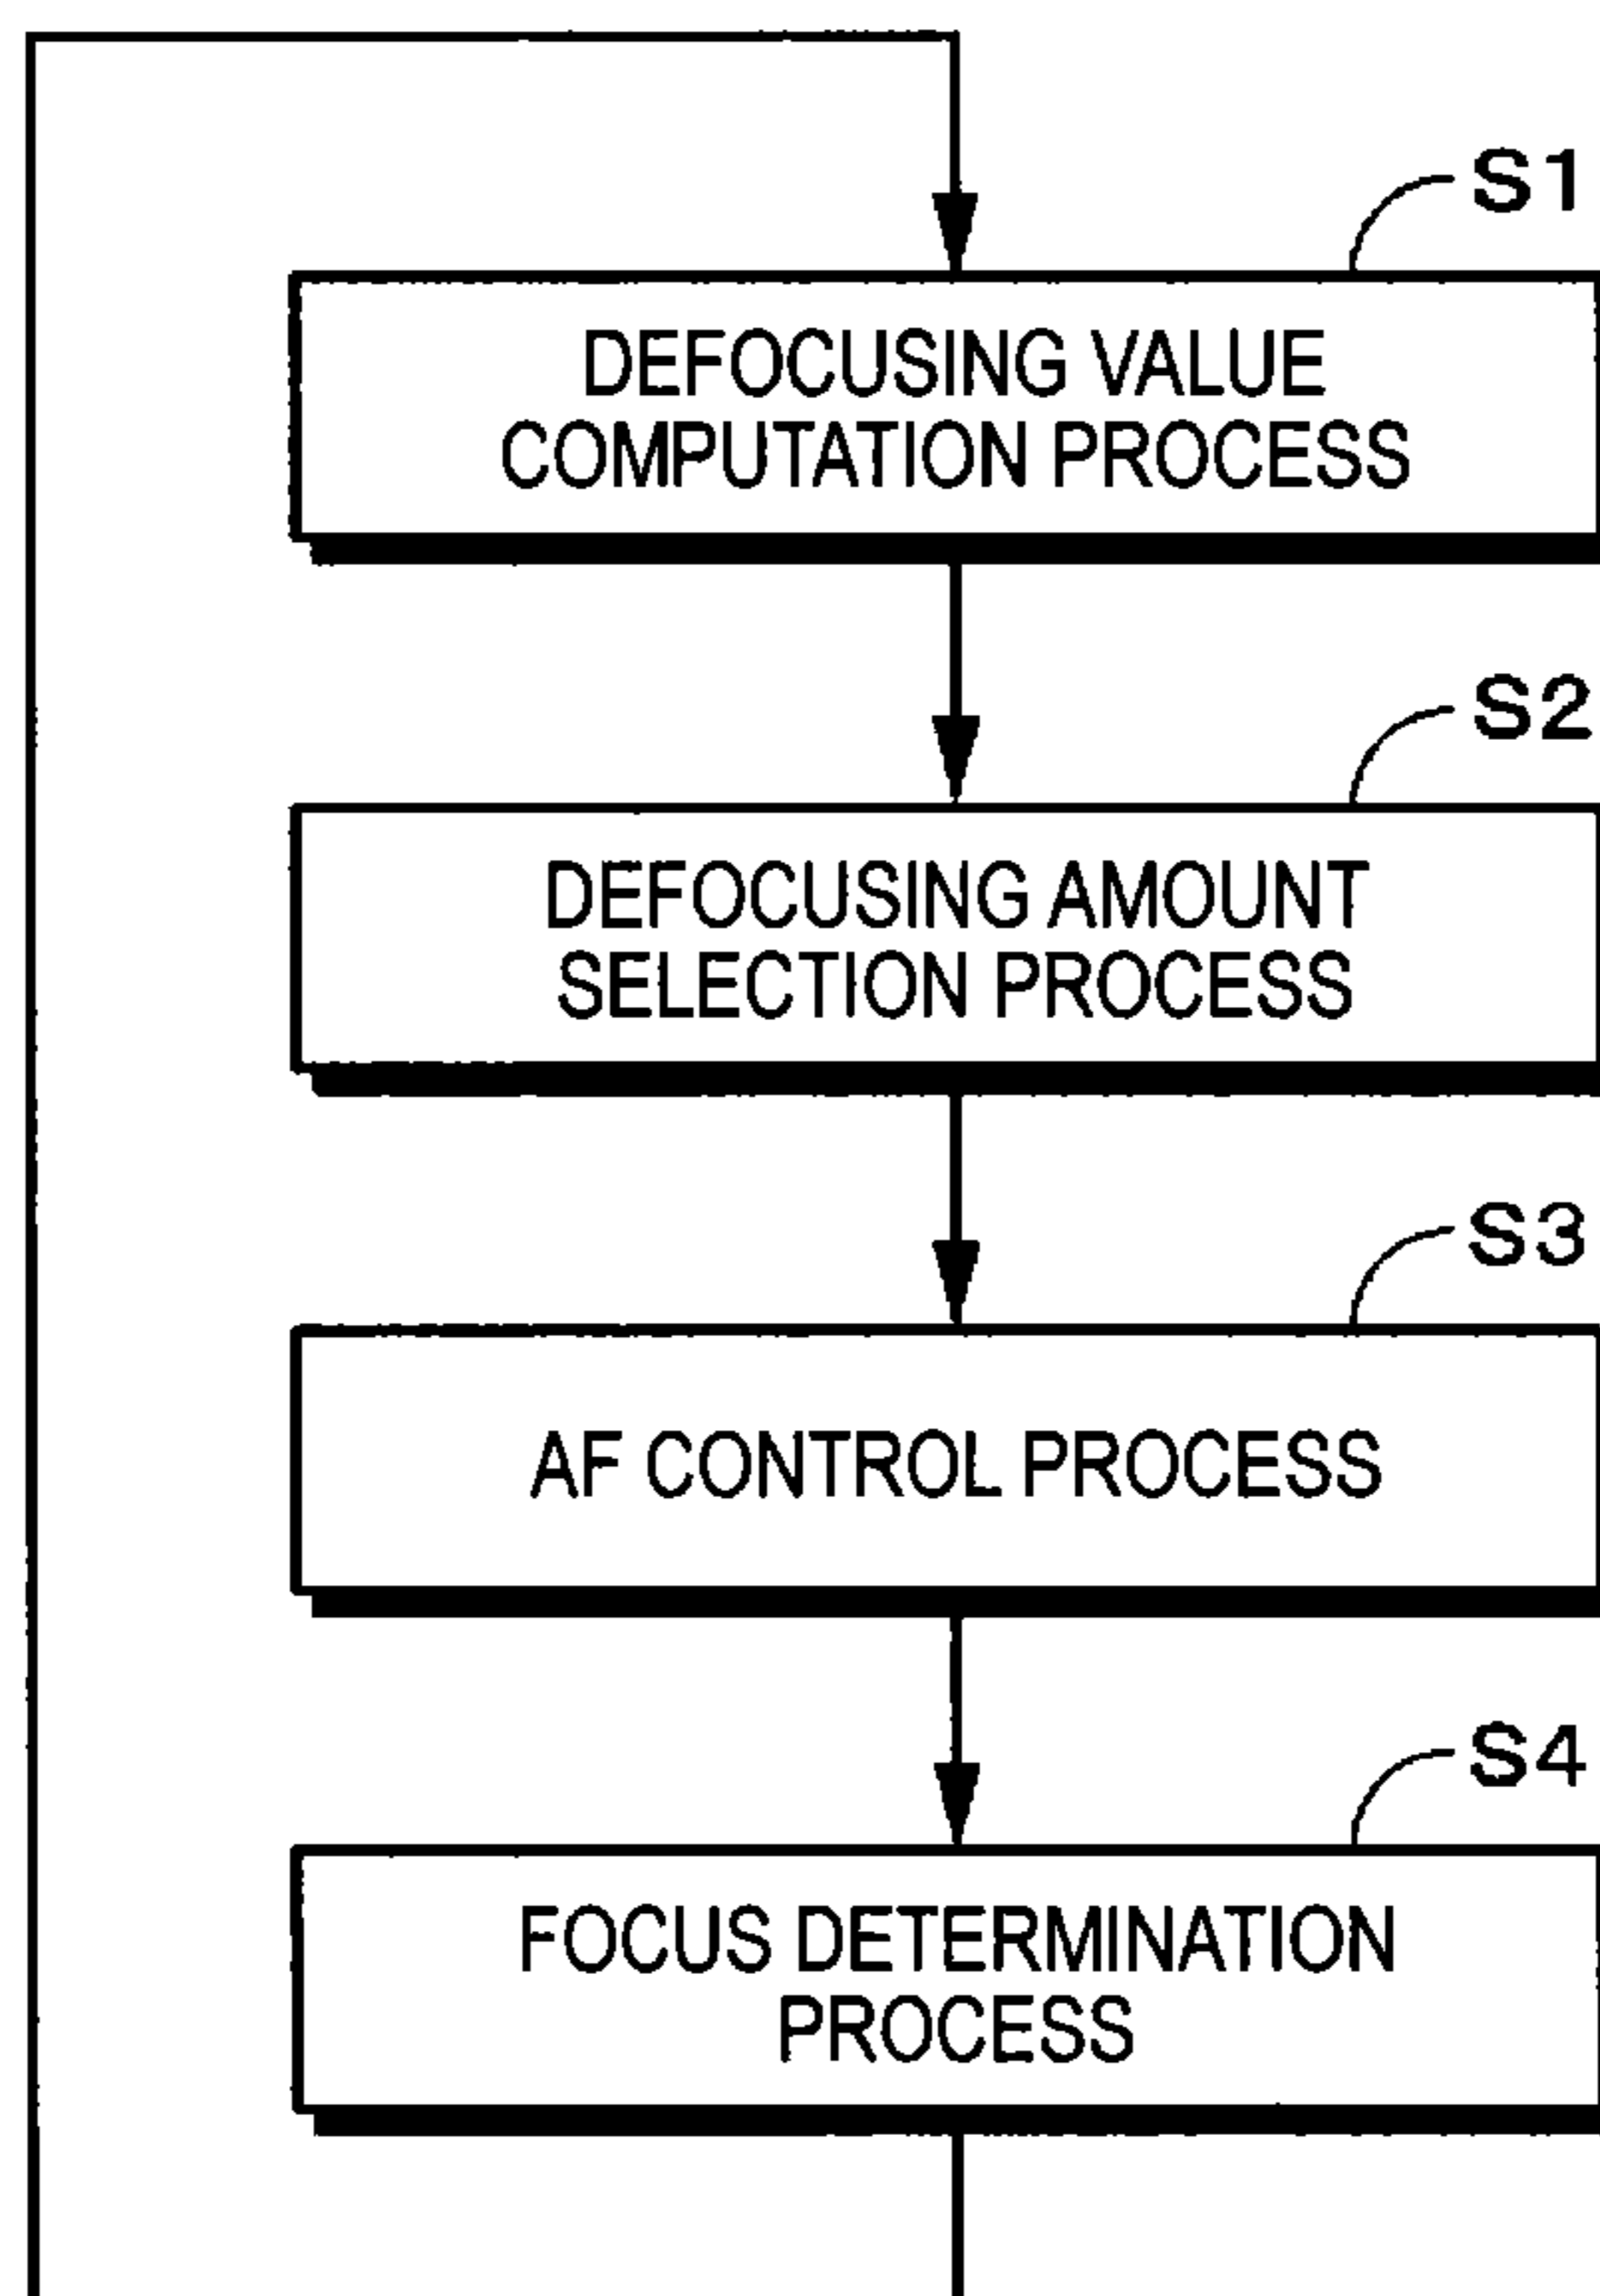 S1
DEFOCUSING VALUE
COMPUTATION PROCESS
S2
DEFOCUSING AMOUNT
SELECTION PROCESS
S3
AF CONTROL PROCESS
S4
FOCUS DETERMINATION
PROCESS